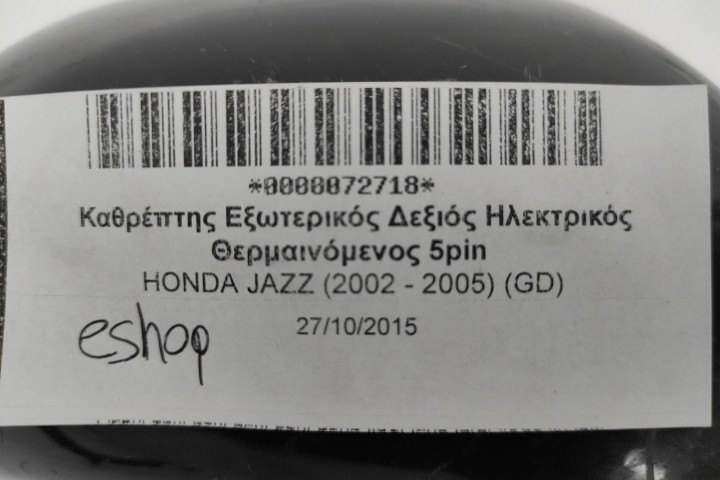 *0000072718*
Καθρέπτης Εξωτερικός Δεξιός Ηλεκτρικός
Θερμαινόμενος 5pin
HONDA JAZZ (2002 - 2005) (GD)
27/10/2015
eshop